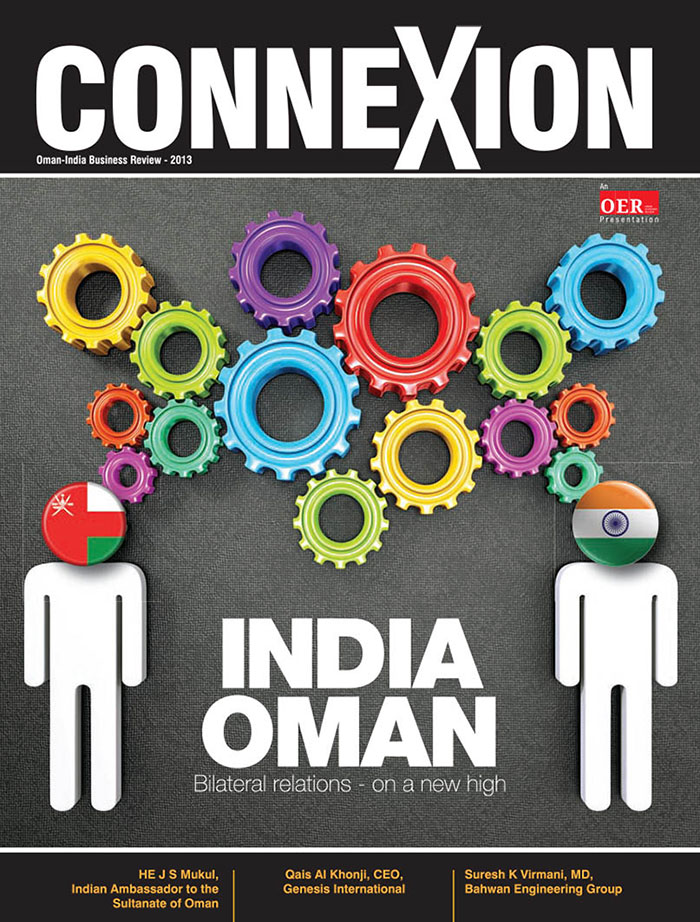 CONNEXION
Oman-India Business Review - 2013
An
OER
Presentation
INDIA
OMAN
Bilateral relations - on a new high
HE J S Mukul,
Indian Ambassador to the
Sultanate of Oman
Qais Al Khonji, CEO,
Genesis International
Suresh K Virmani, MD,
Bahwan Engineering Group